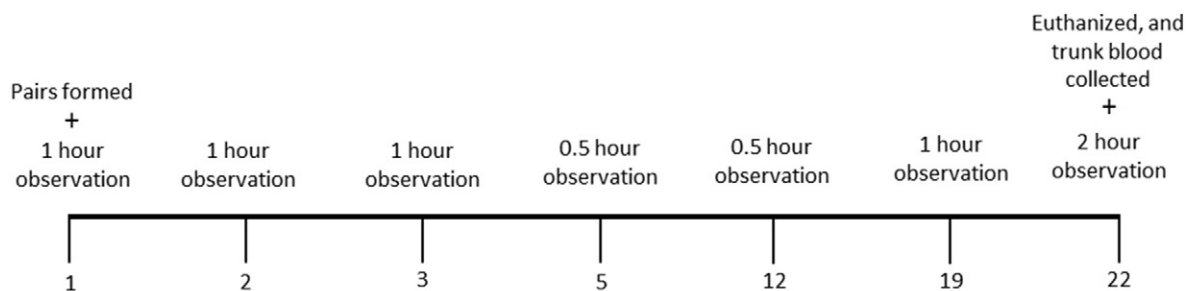 Euthanized, and
trunk blood
collected
+
2 hour
observation
Pairs formed
+
1 hour
observation
1 hour
observation
1 hour
observation
0.5 hour
observation
0.5 hour
observation
1 hour
observation
1
2
3
5
12
19
22